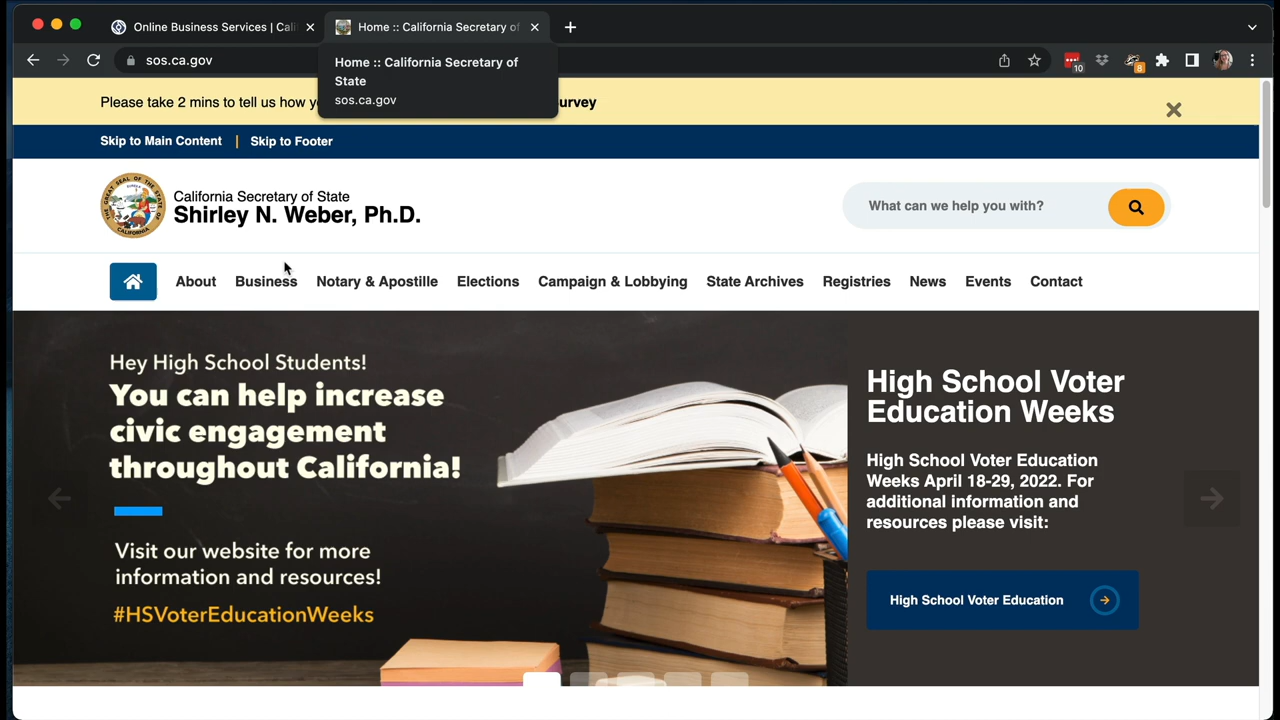 Online Business Services | Cali
Home :: California Secretary of
sos.ca.gov
10
8
Home :: California Secretary of
State
sos.ca.gov
Please take 2 mins to tell us how
Skip to Main Content | Skip to Footer
California Secretary of State
Shirley N. Weber, Ph.D.
What can we help you with?
About Business Notary & Apostille Elections Campaign & Lobbying State Archives Registries News Events Contact
Hey High School Students!
You can help increase
civic engagement
throughout California!
Visit our website for more
information and resources!
#HSVoterEducationWeeks
High School Voter
Education Weeks
High School Voter Education
Weeks April 18-29, 2022. For
additional information and
resources please visit:
High School Voter Education